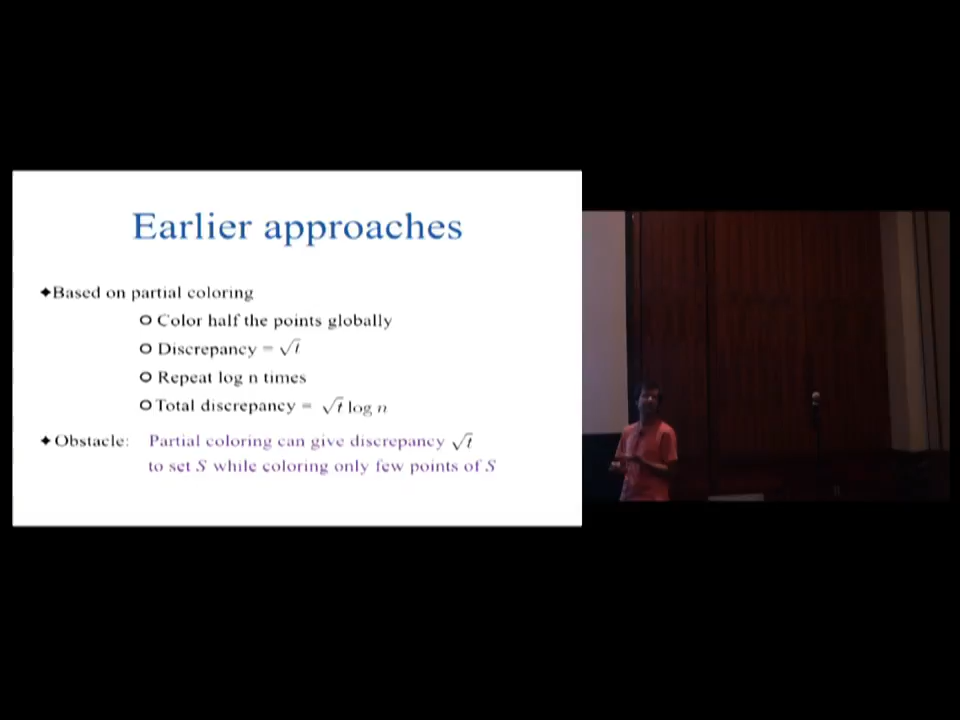 Earlier approaches
✦Based on partial coloring
O Color half the points globally
O Discrepancy = √t
O Repeat log n times
O Total discrepancy = √t log n
✦Obstacle: Partial coloring can give discrepancy √t
to set S while coloring only few points of S